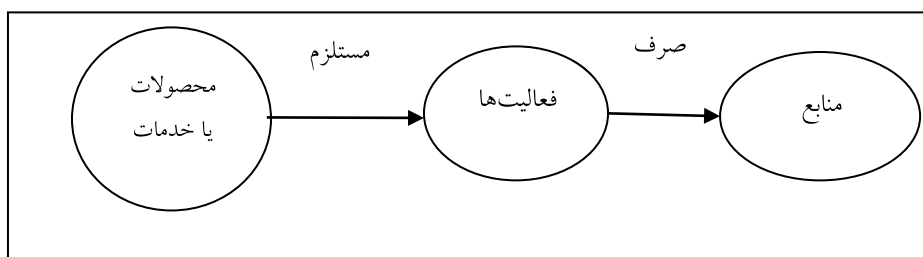 محصولات
یا خدمات
مستلزم
فعالیت‌ها
صرف
منابع